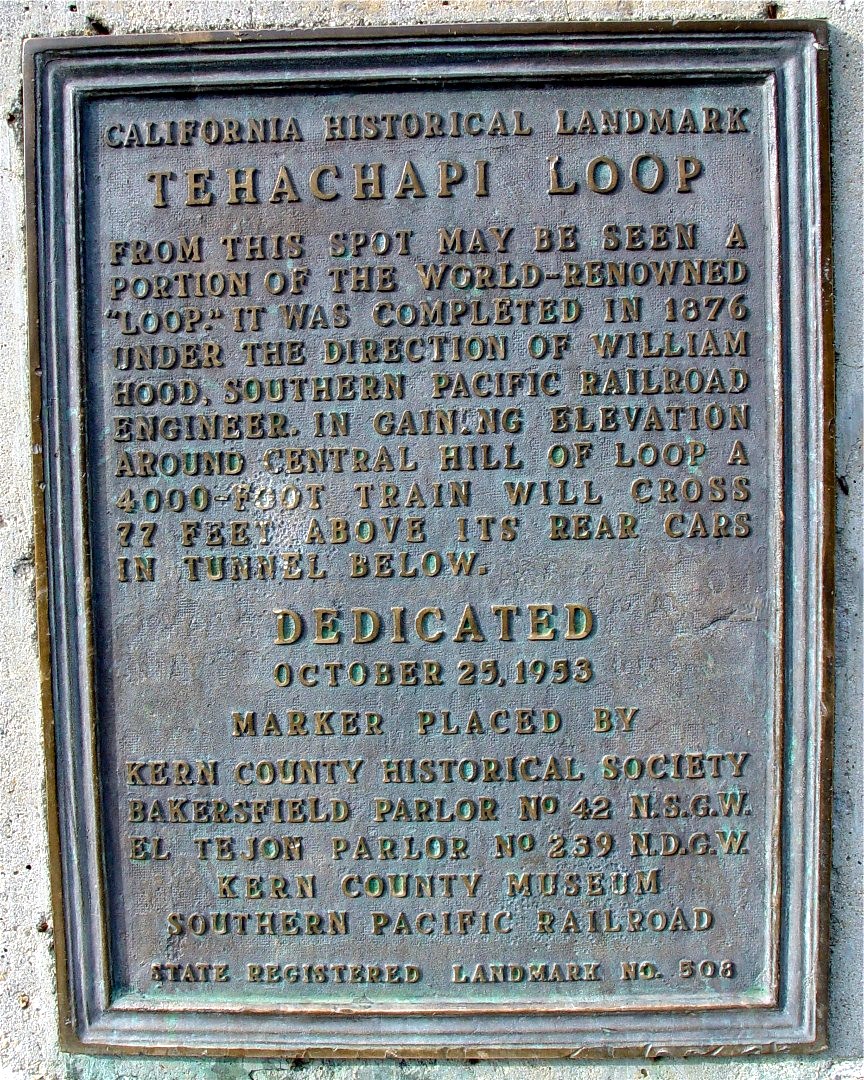 CALIFORNIA HISTORICAL LANDMARK
TEHACHAPI LOOP
FROM THIS SPOT MAY BE SEEN A
PORTION OF THE WORLD-RENOWNED
"LOOP." IT WAS COMPLETED IN 1876
UNDER THE DIRECTION OF WILLIAM
HOOD, SOUTHERN PACIFIC RAILROAD
ENGINEER. IN GAINING ELEVATION
AROUND CENTRAL HILL OF LOOP A
4000-FOOT TRAIN WILL CROSS
77 FEET ABOVE ITS REAR CARS
IN TUNNEL BELOW.
DEDICATED
OCTOBER 25, 1953
MARKER PLACED BY
KERN COUNTY HISTORICAL SOCIETY
BAKERSFIELD PARLOR Nº 42 N.S.G.W.
EL TEJON PARLOR Nº 239 N.D.G.W.
KERN COUNTY MUSEUM
SOUTHERN PACIFIC RAILROAD
STATE REGISTERED LANDMARK NO. 508